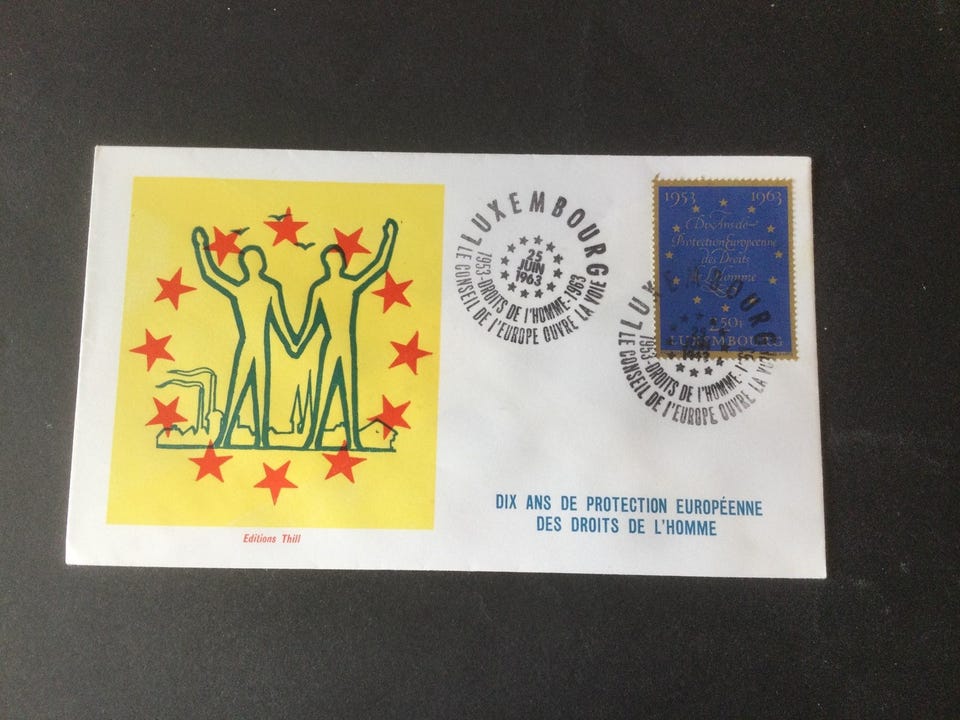 LUXEMBOURG
25
JUIN
1963
1953-DROITS DE l'HOMME-1963
LE CONSEIL DE l'EUROPE OUVRE LA VOIE
1953 1963
Dix Ans de
Protection Européenne
des Droits
de l'Homme
2.50F
LUXEMBOURG
LUXEMBOURG
25
1953-DROITS DE l'HOMME-
LE CONSEIL DE l'EUROPE OUVRE LA VOIE
DIX ANS DE PROTECTION EUROPÉENNE
DES DROITS DE L'HOMME
Editions Thill